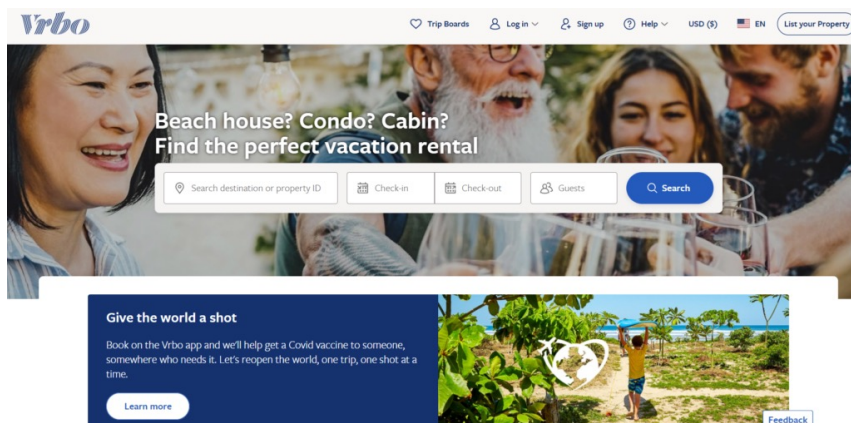 Vrbo
Trip Boards Log in Sign up Help USD ($) EN List your Property
Beach house? Condo? Cabin?
Find the perfect vacation rental
Search destination or property ID Check-in Check-out Guests Search
Give the world a shot
Book on the Vrbo app and we'll help get a Covid vaccine to someone,
somewhere who needs it. Let's reopen the world, one trip, one shot at a
time.
Learn more
Feedback